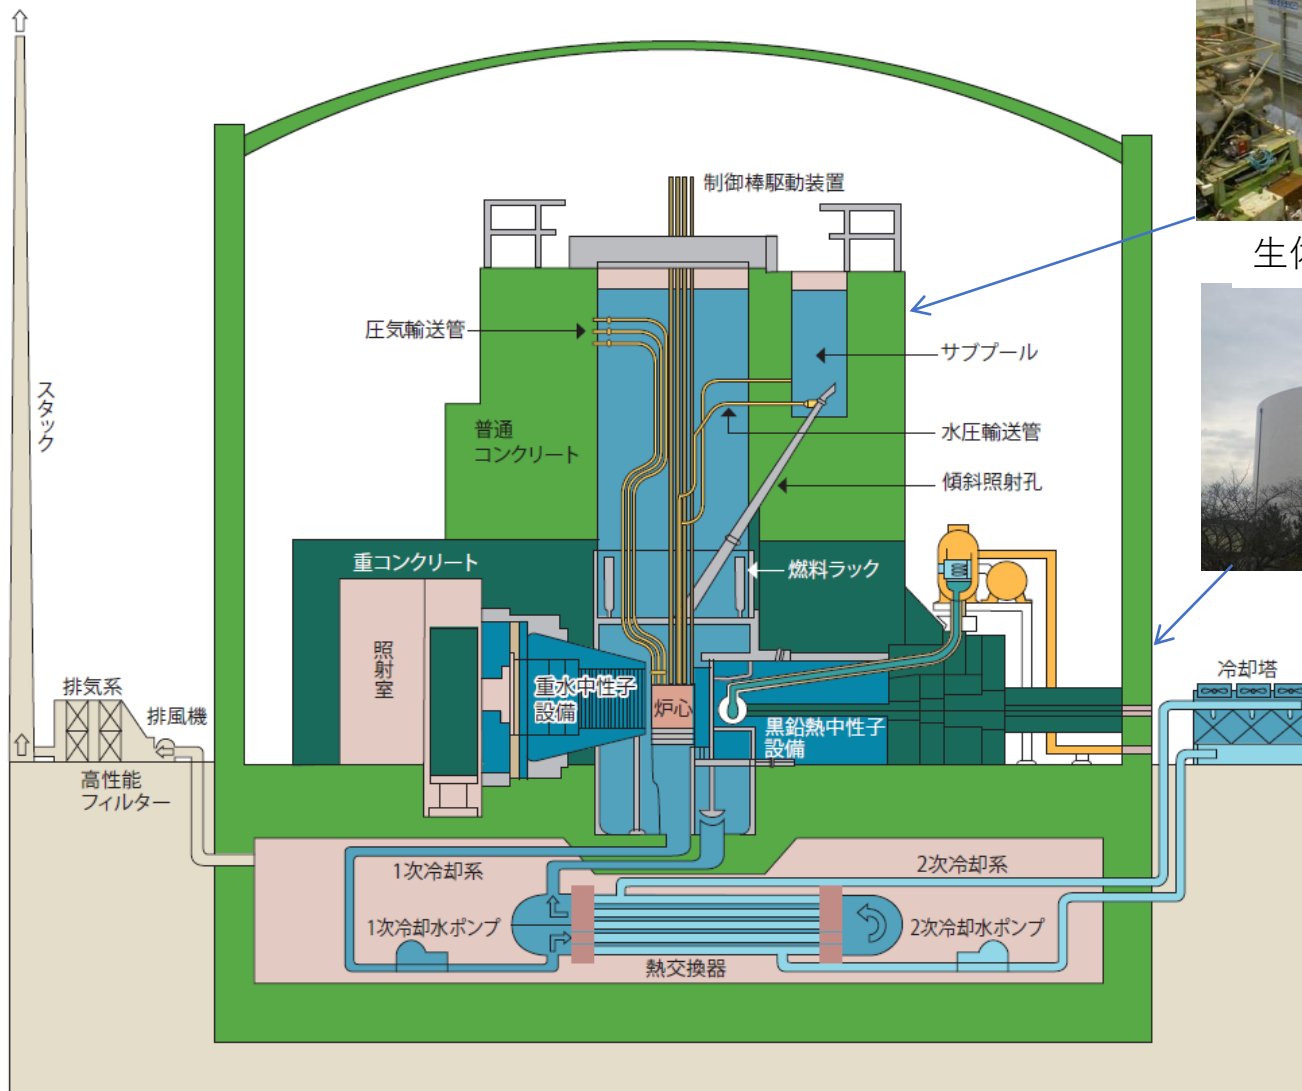 制御棒駆動装置
生体
圧気輸送管
サブプール
スタック
普通
コンクリート
水圧輸送管
傾斜照射孔
重コンクリート
燃料ラック
照射室
重水中性子
設備
炉心
黒鉛熱中性子
設備
冷却塔
排気系
排風機
高性能
フィルター
1次冷却系
2次冷却系
1次冷却水ポンプ
2次冷却水ポンプ
熱交換器